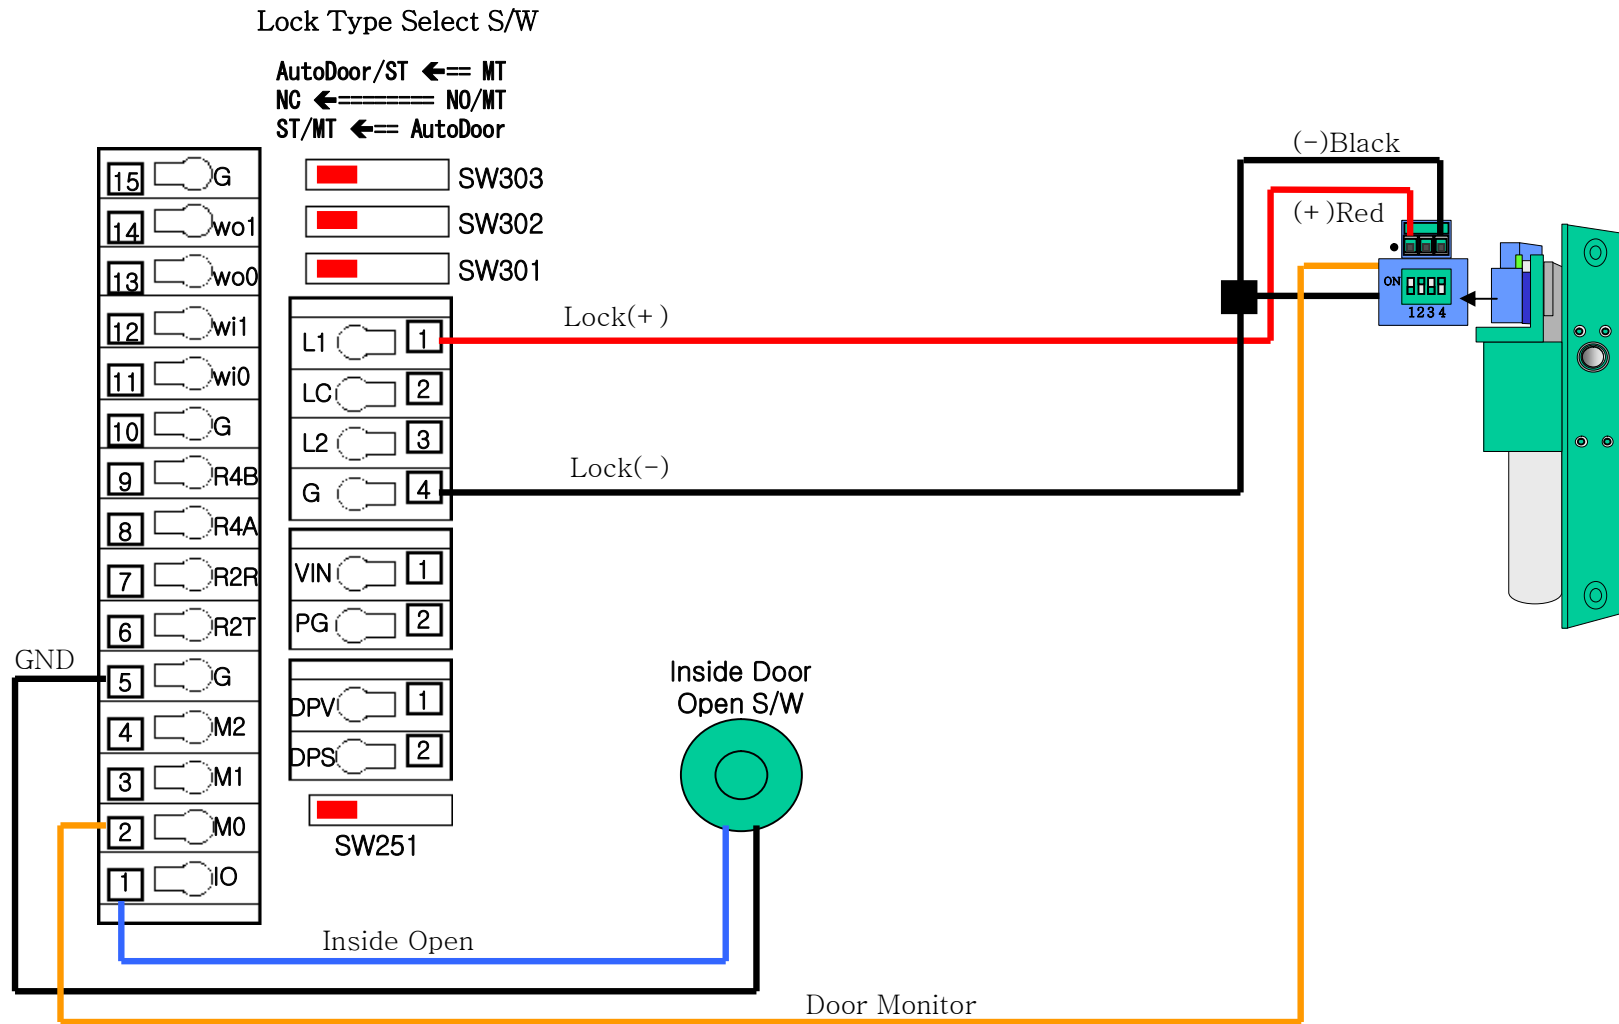 Lock Type Select S/W
AutoDoor/ST ←== MT
NC ←======== NO/MT
ST/MT ←== AutoDoor
15 G
14 wo1
13 wo0
12 wi1
11 wi0
10 G
9 R4B
8 R4A
7 R2R
6 R2T
5 G
4 M2
3 M1
2 M0
1 IO
SW303
SW302
SW301
L1 1
LC 2
L2 3
G 4
VIN 1
PG 2
DPV 1
DPS 2
SW251
Lock(+)
Lock(-)
(-)Black
(+)Red
ON
1234
GND
Inside Door
Open S/W
Inside Open
Door Monitor